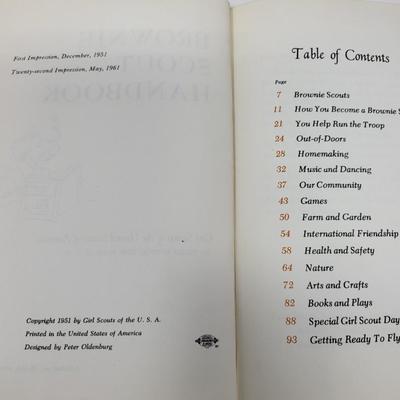 First Impression, December, 1951
Twenty-second Impression, May, 1961
Copyright 1951 by Girl Scouts of the U. S. A.
Printed in the United States of America
Designed by Peter Oldenburg
Table of Contents
Page
7 Brownie Scouts
11 How You Become a Brownie S
21 You Help Run the Troop
24 Out-of-Doors
28 Homemaking
32 Music and Dancing
37 Our Community
43 Games
50 Farm and Garden
54 International Friendship
58 Health and Safety
64 Nature
72 Arts and Crafts
82 Books and Plays
88 Special Girl Scout Day
93 Getting Ready To Fly
BROWNIE
SCOUT
HANDBOOK